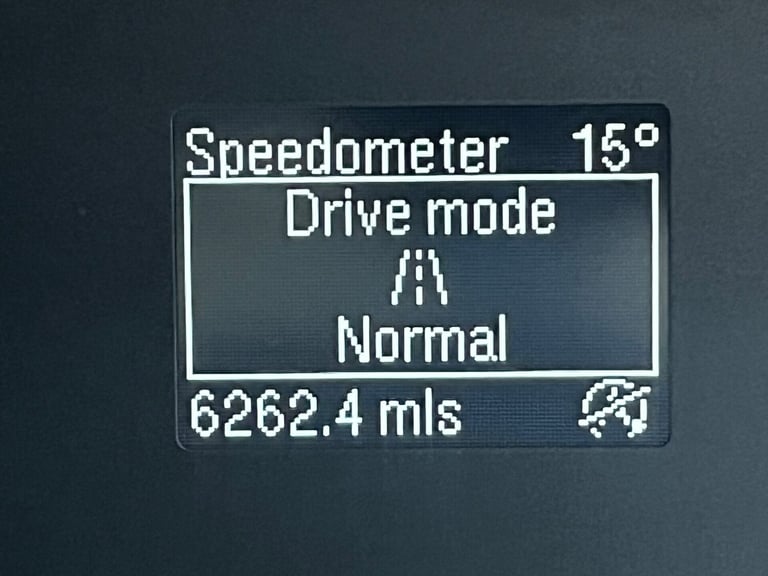 Speedometer 15°
Drive mode
Normal
6262.4 mls